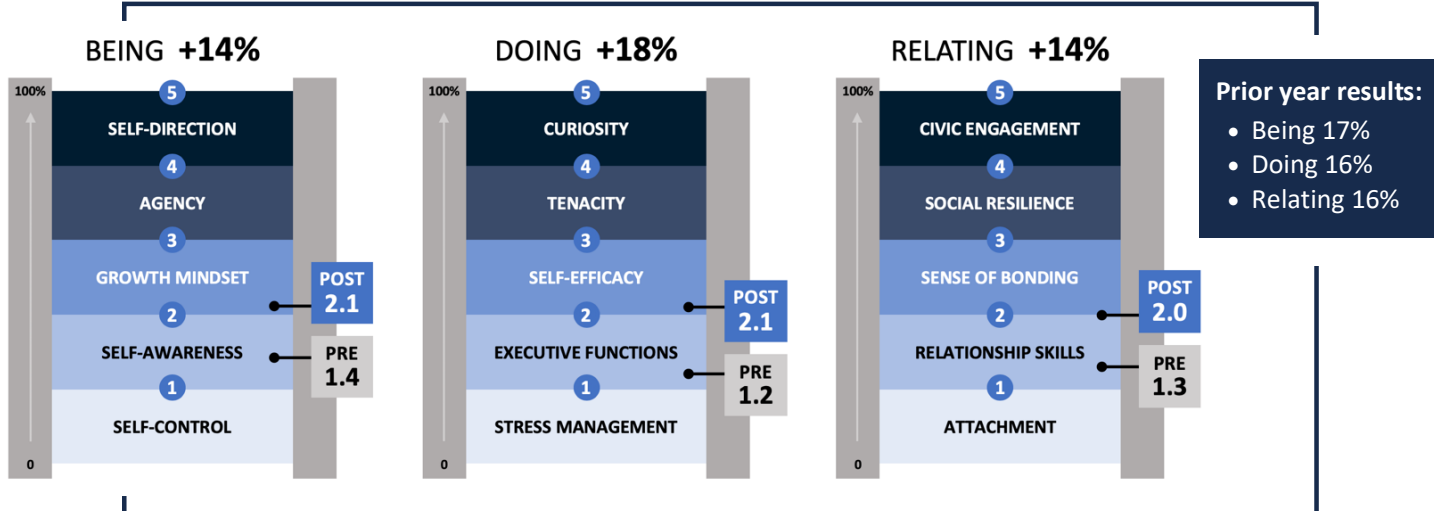 BEING +14%
100%
5
SELF-DIRECTION
4
AGENCY
3
GROWTH MINDSET
POST
2.1
2
SELF-AWARENESS
PRE
1.4
1
SELF-CONTROL
0
DOING +18%
100%
5
CURIOSITY
4
TENACITY
3
SELF-EFFICACY
POST
2.1
2
EXECUTIVE FUNCTIONS
PRE
1.2
1
STRESS MANAGEMENT
0
RELATING +14%
100%
5
CIVIC ENGAGEMENT
4
SOCIAL RESILIENCE
3
SENSE OF BONDING
POST
2.0
2
RELATIONSHIP SKILLS
PRE
1.3
1
ATTACHMENT
0
Prior year results:
• Being 17%
• Doing 16%
• Relating 16%